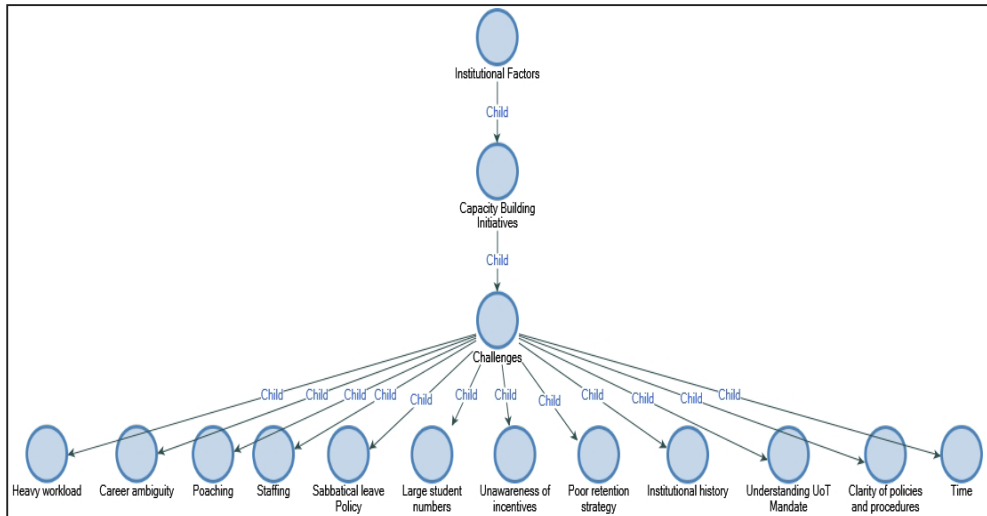 Institutional Factors
Child
Capacity Building
Initiatives
Child
Challenges
Child Child Child Child Child Child Child Child Child Child Child Child
Heavy workload Career ambiguity Poaching Staffing Sabbatical leave Large student Unawareness of Poor retention Institutional history Understanding UoT Clarity of policies Time
Policy numbers incentives strategy Mandate and procedures